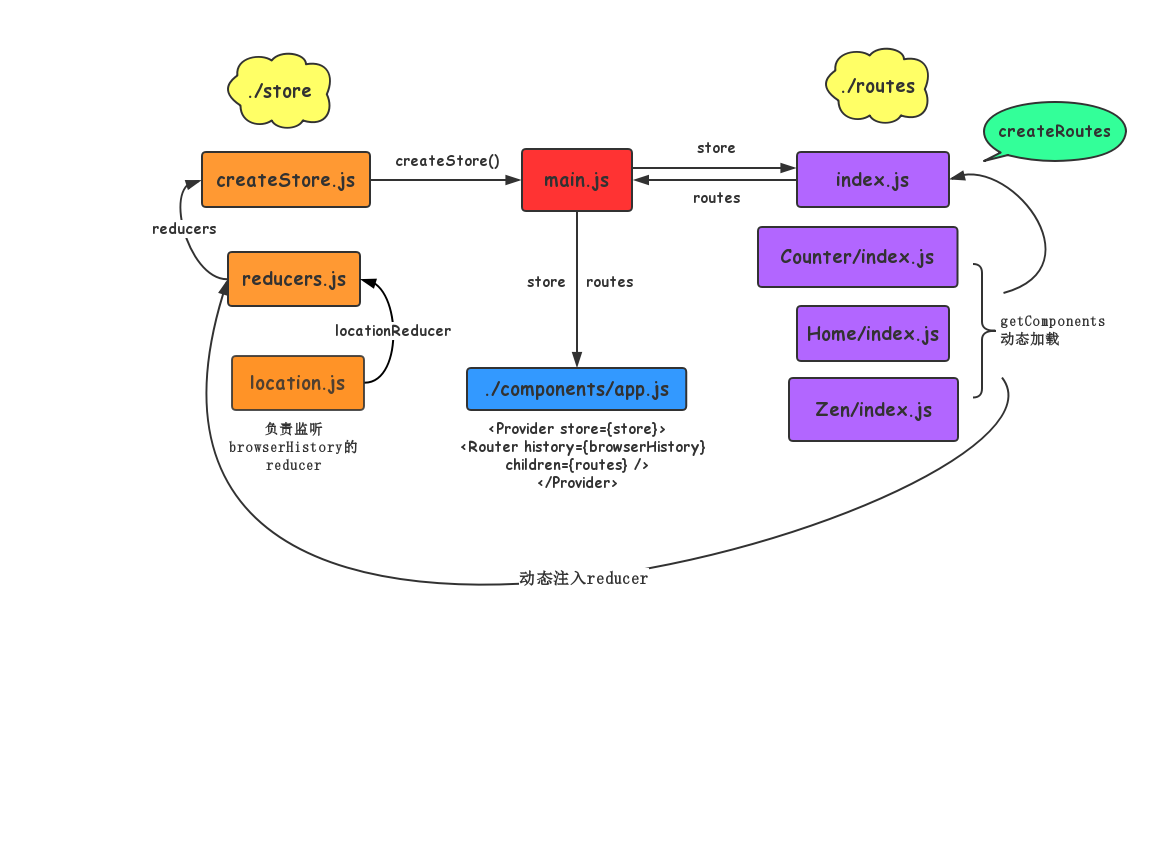 ./store
./routes
createRoutes
createStore.js
createStore()
main.js
store
routes
index.js
reducers
reducers.js
Counter/index.js
store
routes
locationReducer
Home/index.js
getComponents
动态加载
location.js
./components/app.js
Zen/index.js
负责监听
browserHistory的
reducer
<Provider store={store}>
<Router history={browserHistory}
children={routes} />
</Provider>
动态注入reducer